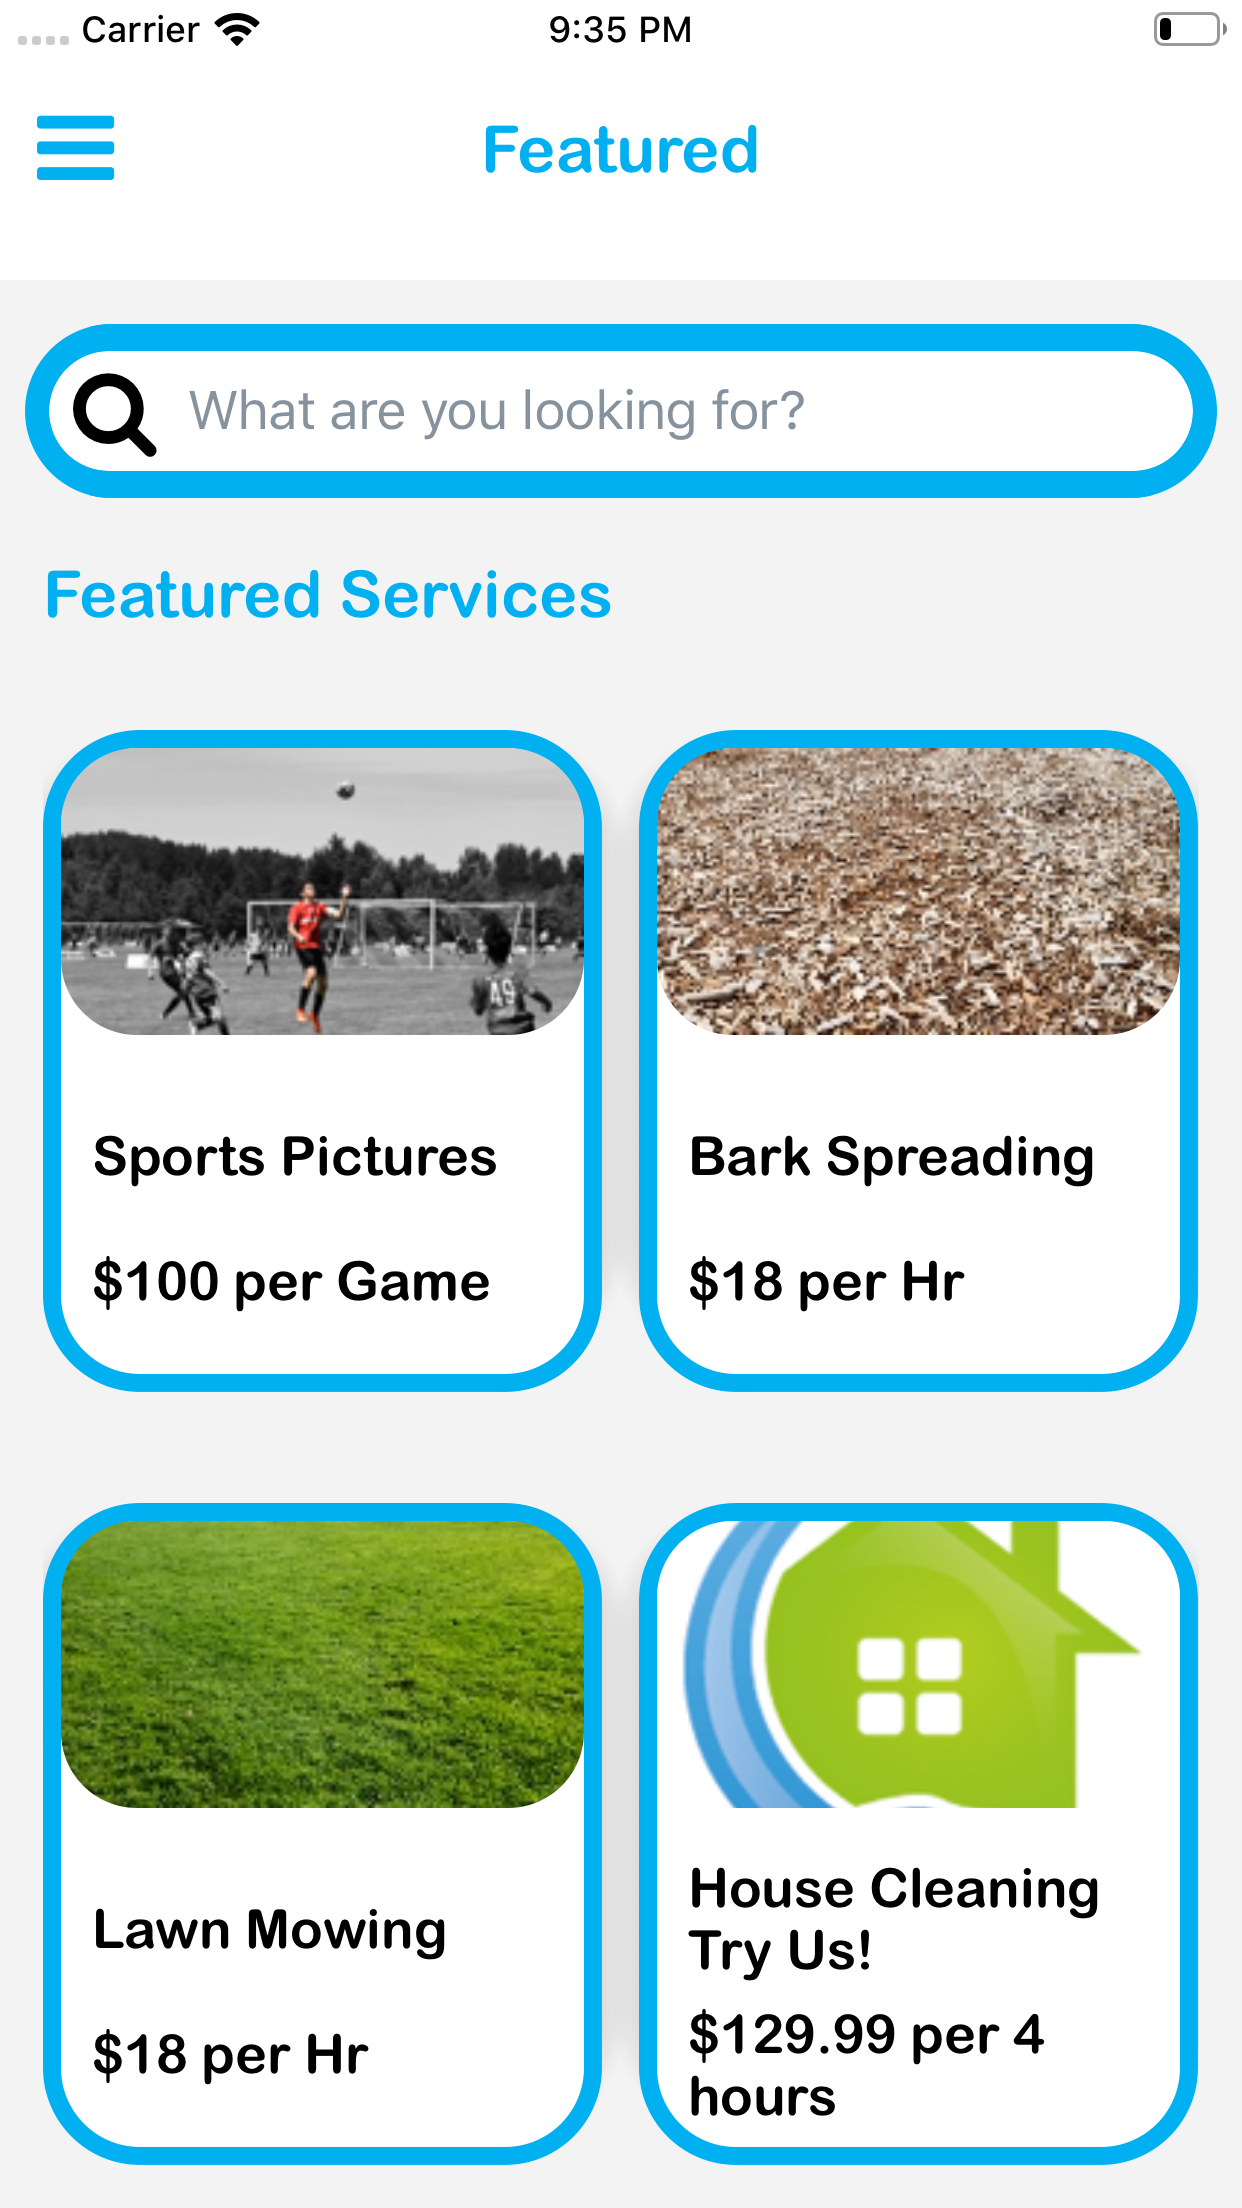 Carrier 9:35 PM
Featured
What are you looking for?
Featured Services
49
Sports Pictures
$100 per Game
Bark Spreading
$18 per Hr
Lawn Mowing
$18 per Hr
House Cleaning
Try Us!
$129.99 per 4
hours